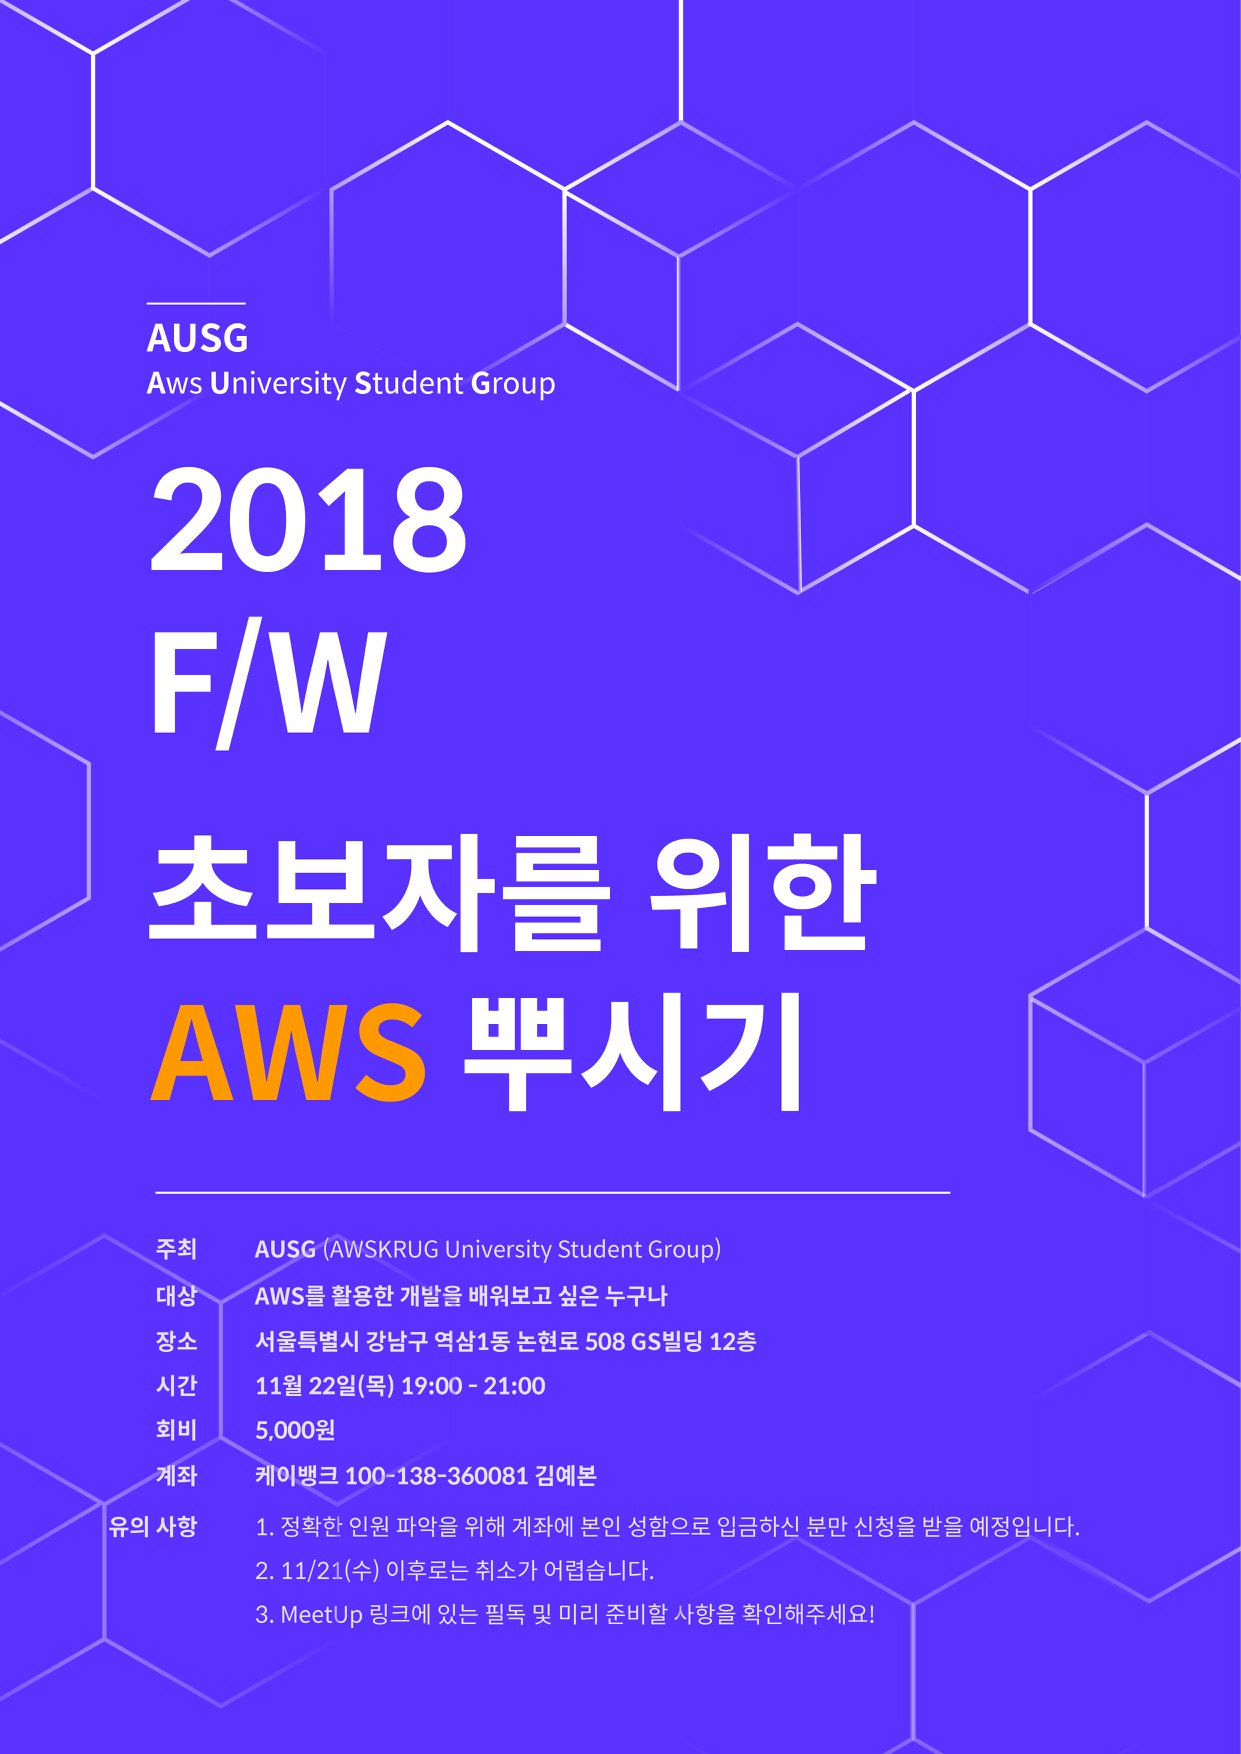 AUSG
Aws University Student Group
2018
F/W
초보자를 위한
AWS 뿌시기
주최 AUSG (AWSKRUG University Student Group)
대상 AWS를 활용한 개발을 배워보고 싶은 누구나
장소 서울특별시 강남구 역삼1동 논현로 508 GS빌딩 12층
시간 11월 22일(목) 19:00 - 21:00
회비 5,000원
계좌 케이뱅크 100-138-360081 김예본
유의 사항 1. 정확한 인원 파악을 위해 계좌에 본인 성함으로 입금하신 분만 신청을 받을 예정입니다.
2. 11/21(수) 이후로는 취소가 어렵습니다.
3. MeetUp 링크에 있는 필독 및 미리 준비할 사항을 확인해주세요!